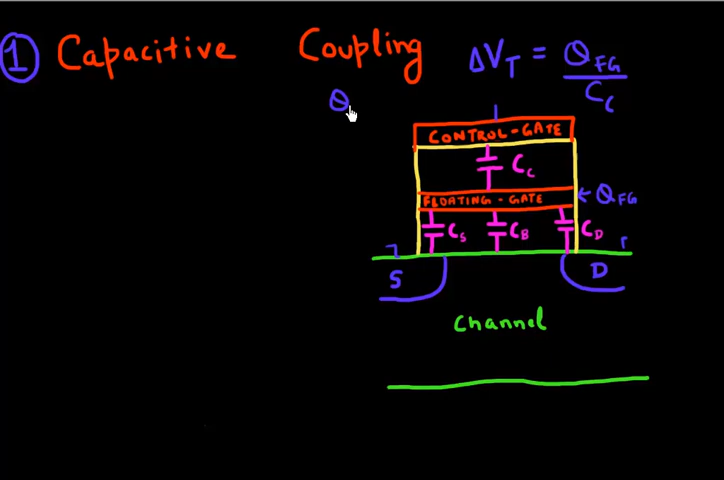 1 Capacitive Coupling
ΔV_T = Q_FG / C_C
Q
CONTROL-GATE
C_C
FLOATING-GATE
← Q_FG
C_S C_B C_D
S D
Channel